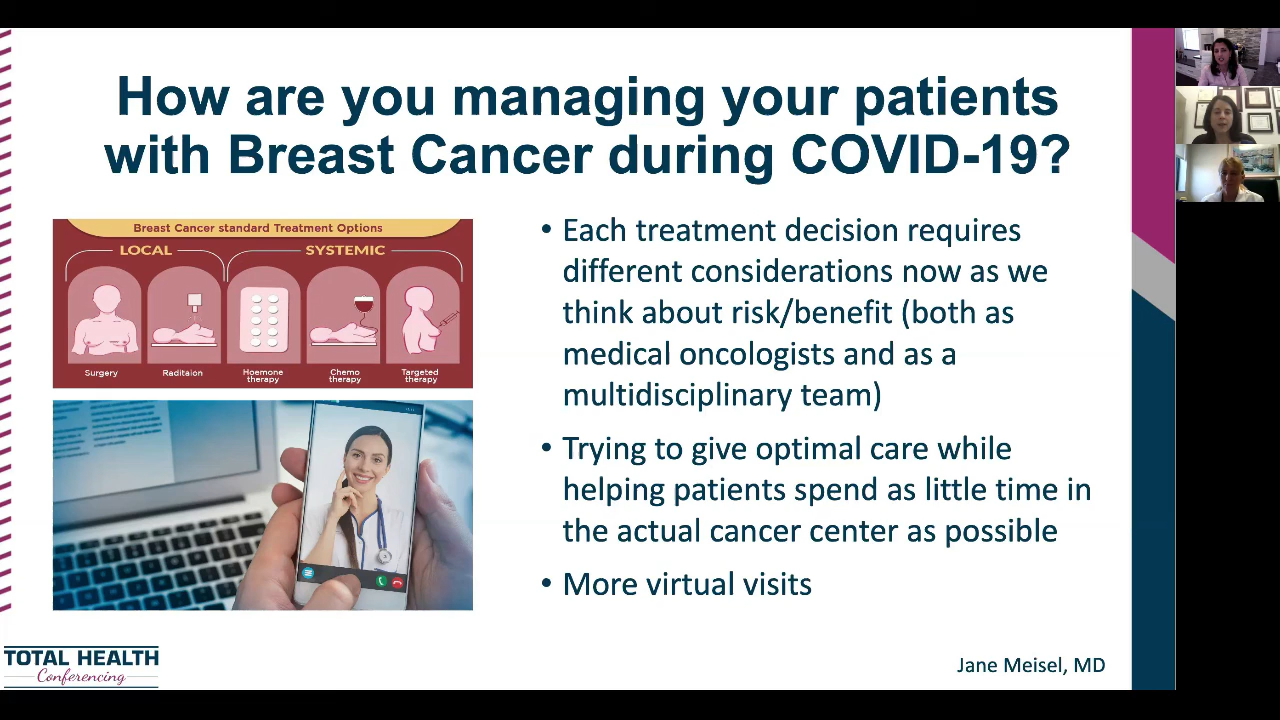 How are you managing your patients
with Breast Cancer during COVID-19?
Breast Cancer standard Treatment Options
LOCAL
SYSTEMIC
Surgery
Raditaion
Hoemone
therapy
Chemo
therapy
Targeted
therapy
• Each treatment decision requires
different considerations now as we
think about risk/benefit (both as
medical oncologists and as a
multidisciplinary team)
• Trying to give optimal care while
helping patients spend as little time in
the actual cancer center as possible
• More virtual visits
TOTAL HEALTH
Conferencing
Jane Meisel, MD